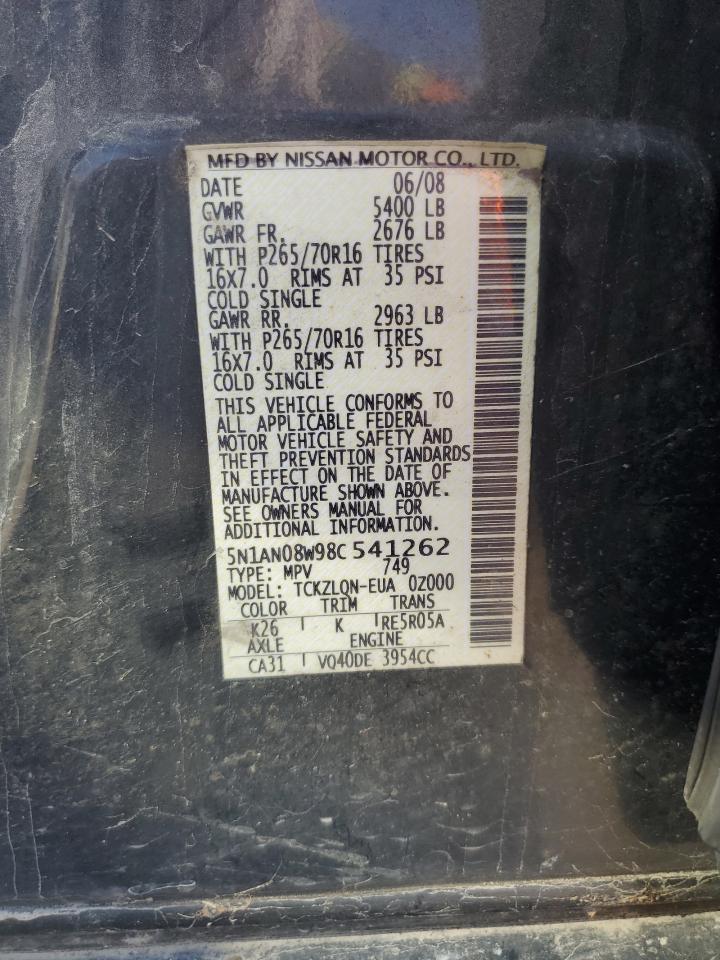 MFD BY NISSAN MOTOR CO., LTD.
DATE 06/08
GVWR 5400 LB
GAWR FR. 2676 LB
WITH P265/70R16 TIRES
16X7.0 RIMS AT 35 PSI
COLD SINGLE
GAWR RR. 2963 LB
WITH P265/70R16 TIRES
16X7.0 RIMS AT 35 PSI
COLD SINGLE
THIS VEHICLE CONFORMS TO
ALL APPLICABLE FEDERAL
MOTOR VEHICLE SAFETY AND
THEFT PREVENTION STANDARDS
IN EFFECT ON THE DATE OF
MANUFACTURE SHOWN ABOVE.
SEE OWNERS MANUAL FOR
ADDITIONAL INFORMATION.
5N1AN08W98C 541262
TYPE: MPV 749
MODEL: TCKZLQN-EUA 0Z000
COLOR TRIM TRANS
K26 K RE5R05A
AXLE ENGINE
CA31 VQ40DE 3954CC